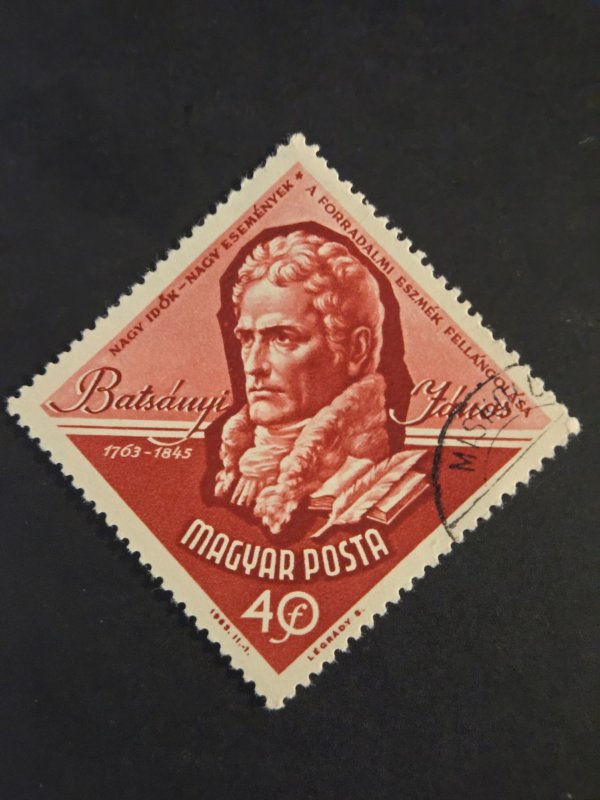 NAGY IDŐK – NAGY ESEMÉNYEK * A FORRADALMI ESZMÉK FELLÁNGOLÁSA
Batsányi János
1763-1845
MAGYAR POSTA
40f
1963. II.-1.
LÉGRÁDY S.